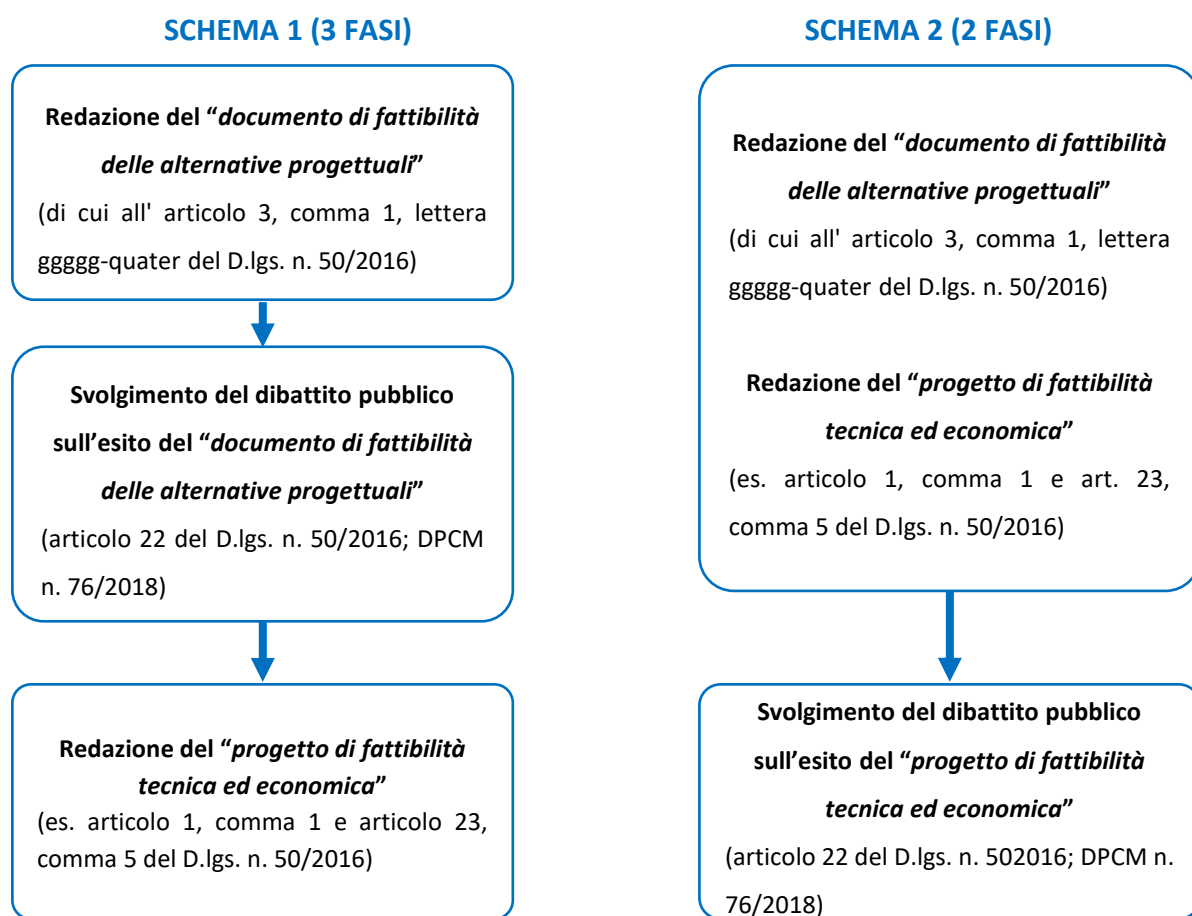 SCHEMA 1 (3 FASI)
Redazione del “documento di fattibilità
delle alternative progettuali”
(di cui all' articolo 3, comma 1, lettera
ggggg-quater del D.lgs. n. 50/2016)
Svolgimento del dibattito pubblico
sull’esito del “documento di fattibilità
delle alternative progettuali”
(articolo 22 del D.lgs. n. 50/2016; DPCM
n. 76/2018)
Redazione del “progetto di fattibilità
tecnica ed economica”
(es. articolo 1, comma 1 e articolo 23,
comma 5 del D.lgs. n. 50/2016)
SCHEMA 2 (2 FASI)
Redazione del “documento di fattibilità
delle alternative progettuali”
(di cui all' articolo 3, comma 1, lettera
ggggg-quater del D.lgs. n. 50/2016)
Redazione del “progetto di fattibilità
tecnica ed economica”
(es. articolo 1, comma 1 e art. 23,
comma 5 del D.lgs. n. 50/2016)
Svolgimento del dibattito pubblico
sull’esito del “progetto di fattibilità
tecnica ed economica”
(articolo 22 del D.lgs. n. 502016; DPCM n.
76/2018)